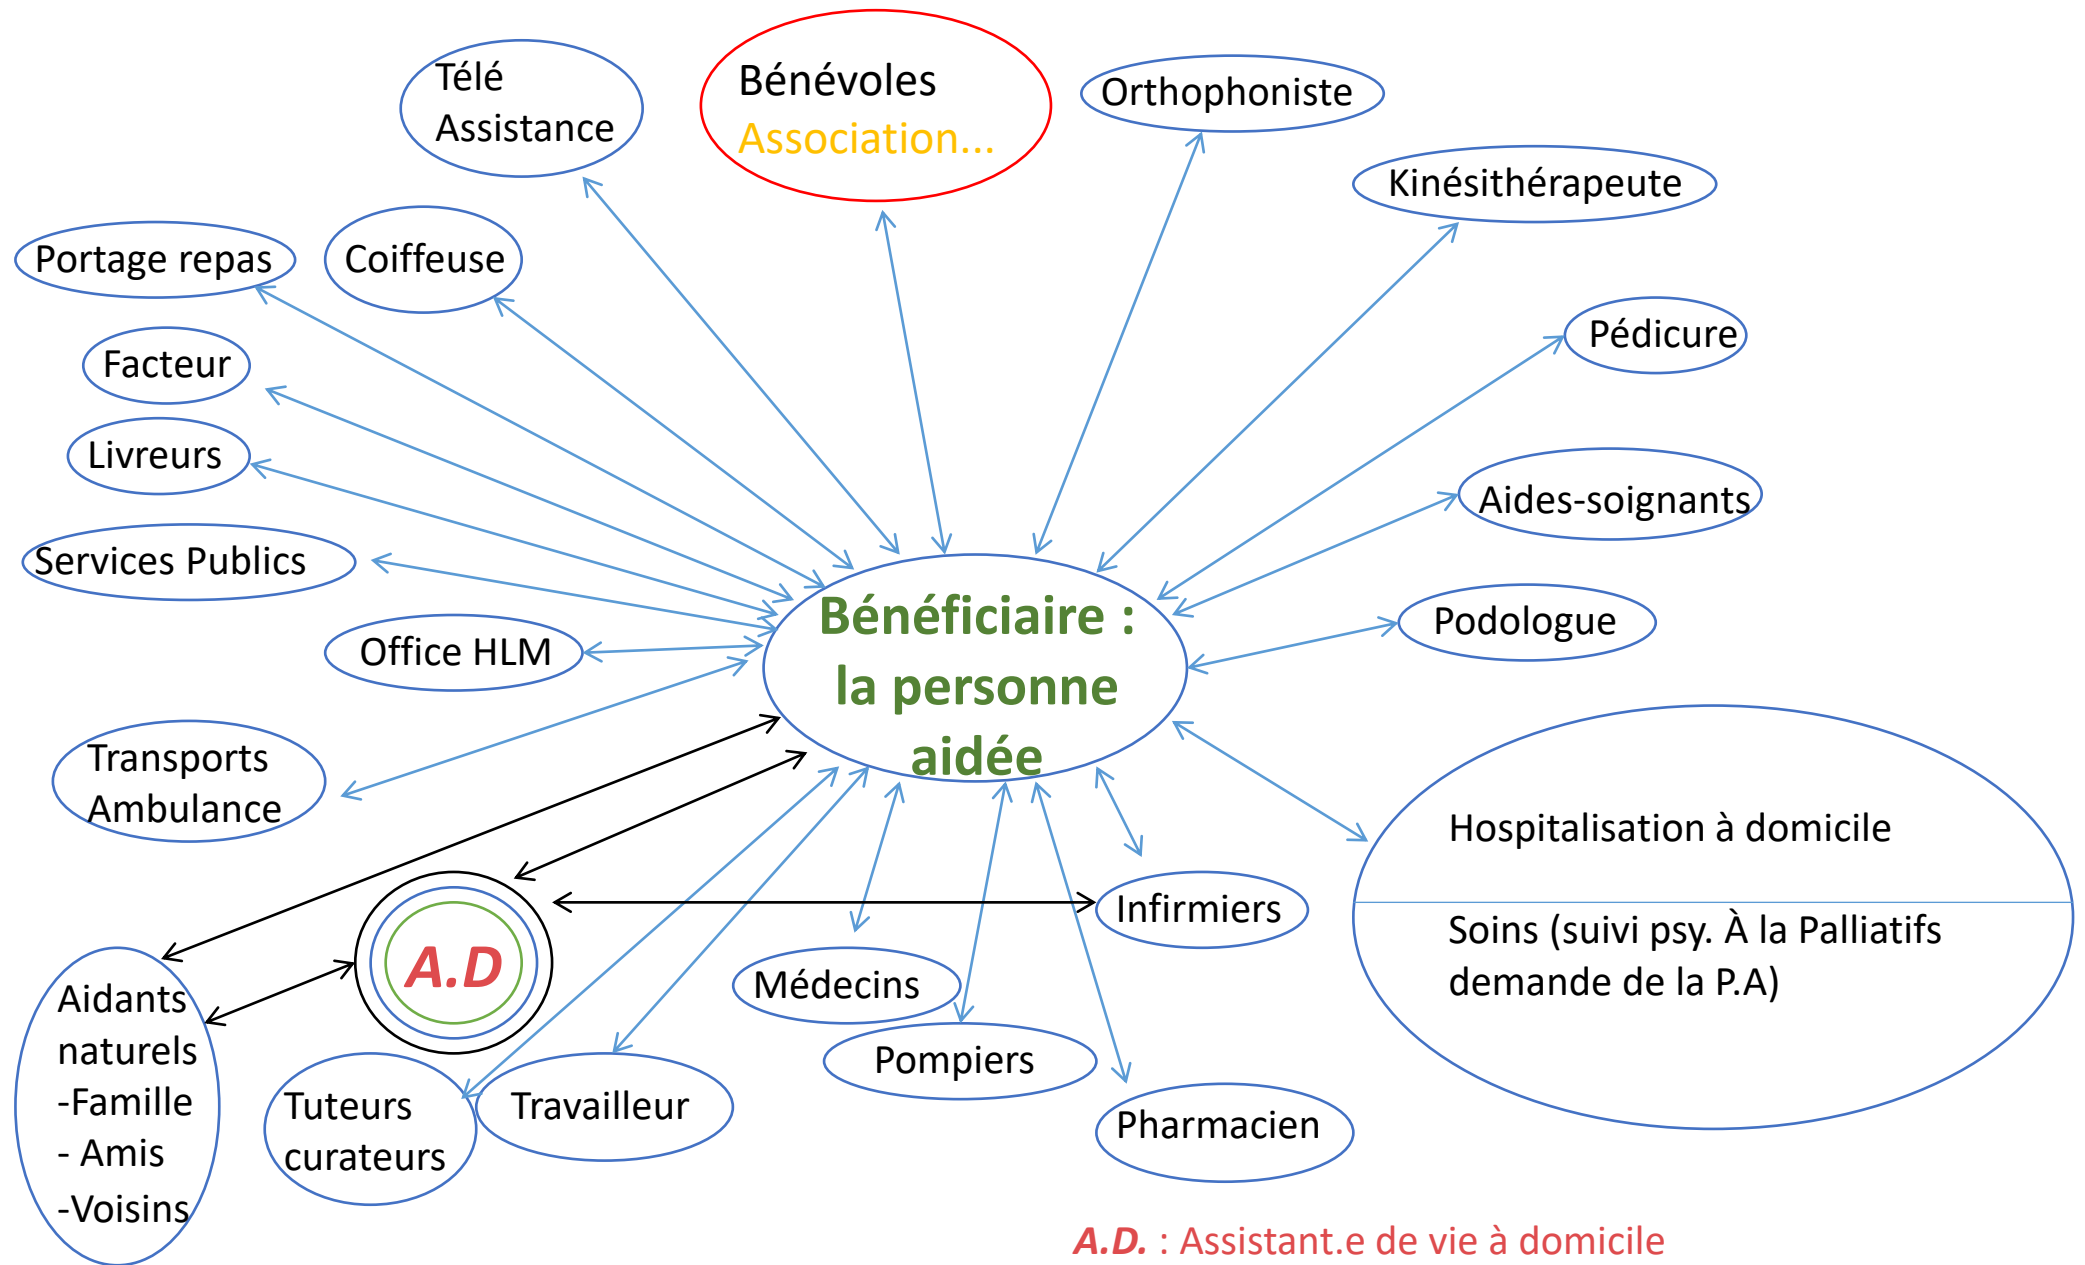 Télé
Assistance
Bénévoles
Association...
Orthophoniste
Kinésithérapeute
Portage repas
Coiffeuse
Facteur
Pédicure
Livreurs
Aides-soignants
Services Publics
Bénéficiaire :
la personne
aidée
Podologue
Office HLM
Transports
Ambulance
Hospitalisation à domicile
Soins (suivi psy. À la Palliatifs
demande de la P.A)
Infirmiers
A.D
Médecins
Aidants
naturels
-Famille
- Amis
-Voisins
Pompiers
Tuteurs
curateurs
Travailleur
Pharmacien
A.D. : Assistant.e de vie à domicile